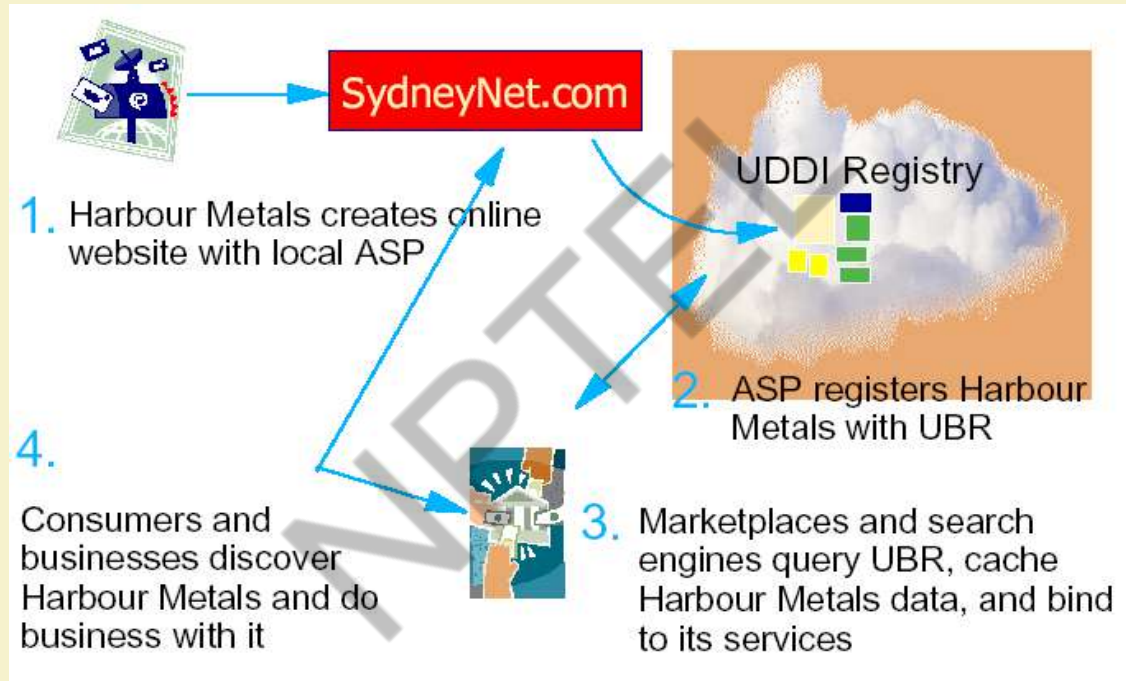 SydneyNet.com
UDDI Registry
1. Harbour Metals creates online
website with local ASP
2. ASP registers Harbour
Metals with UBR
3. Marketplaces and search
engines query UBR, cache
Harbour Metals data, and bind
to its services
4.
Consumers and
businesses discover
Harbour Metals and do
business with it
NPTEL